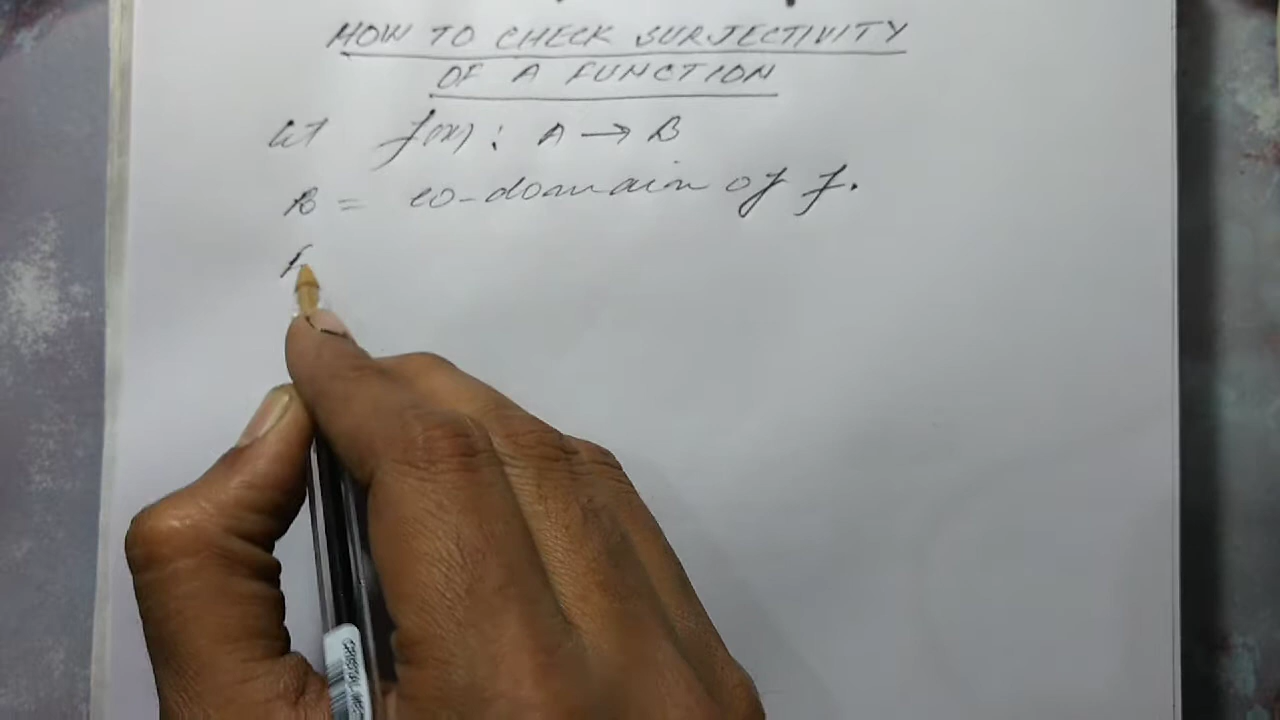 HOW TO CHECK SURJECTIVITY
OF A FUNCTION
Let f(x) : A → B
B = co-domain of f.